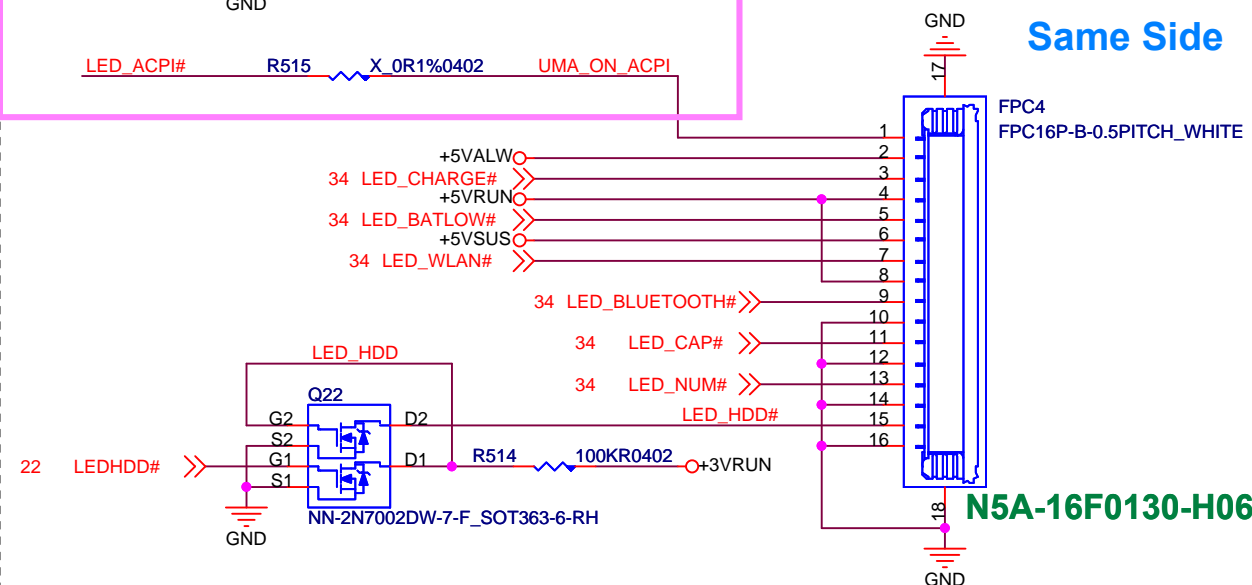 GND
LED_ACPI# R515 X_0R1%0402 UMA_ON_ACPI
GND
Same Side
17
FPC4
FPC16P-B-0.5PITCH_WHITE
1
+5VALW 2
34 LED_CHARGE# 3
+5VRUN 4
34 LED_BATLOW# 5
+5VSUS 6
34 LED_WLAN# 7
8
34 LED_BLUETOOTH# 9
10
34 LED_CAP# 11
12
34 LED_NUM# 13
14
LED_HDD# 15
16
LED_HDD
Q22
G2 D2
S2
22 LEDHDD# G1 D1 R514 100KR0402 +3VRUN
S1
NN-2N7002DW-7-F_SOT363-6-RH
GND
18
N5A-16F0130-H06
GND